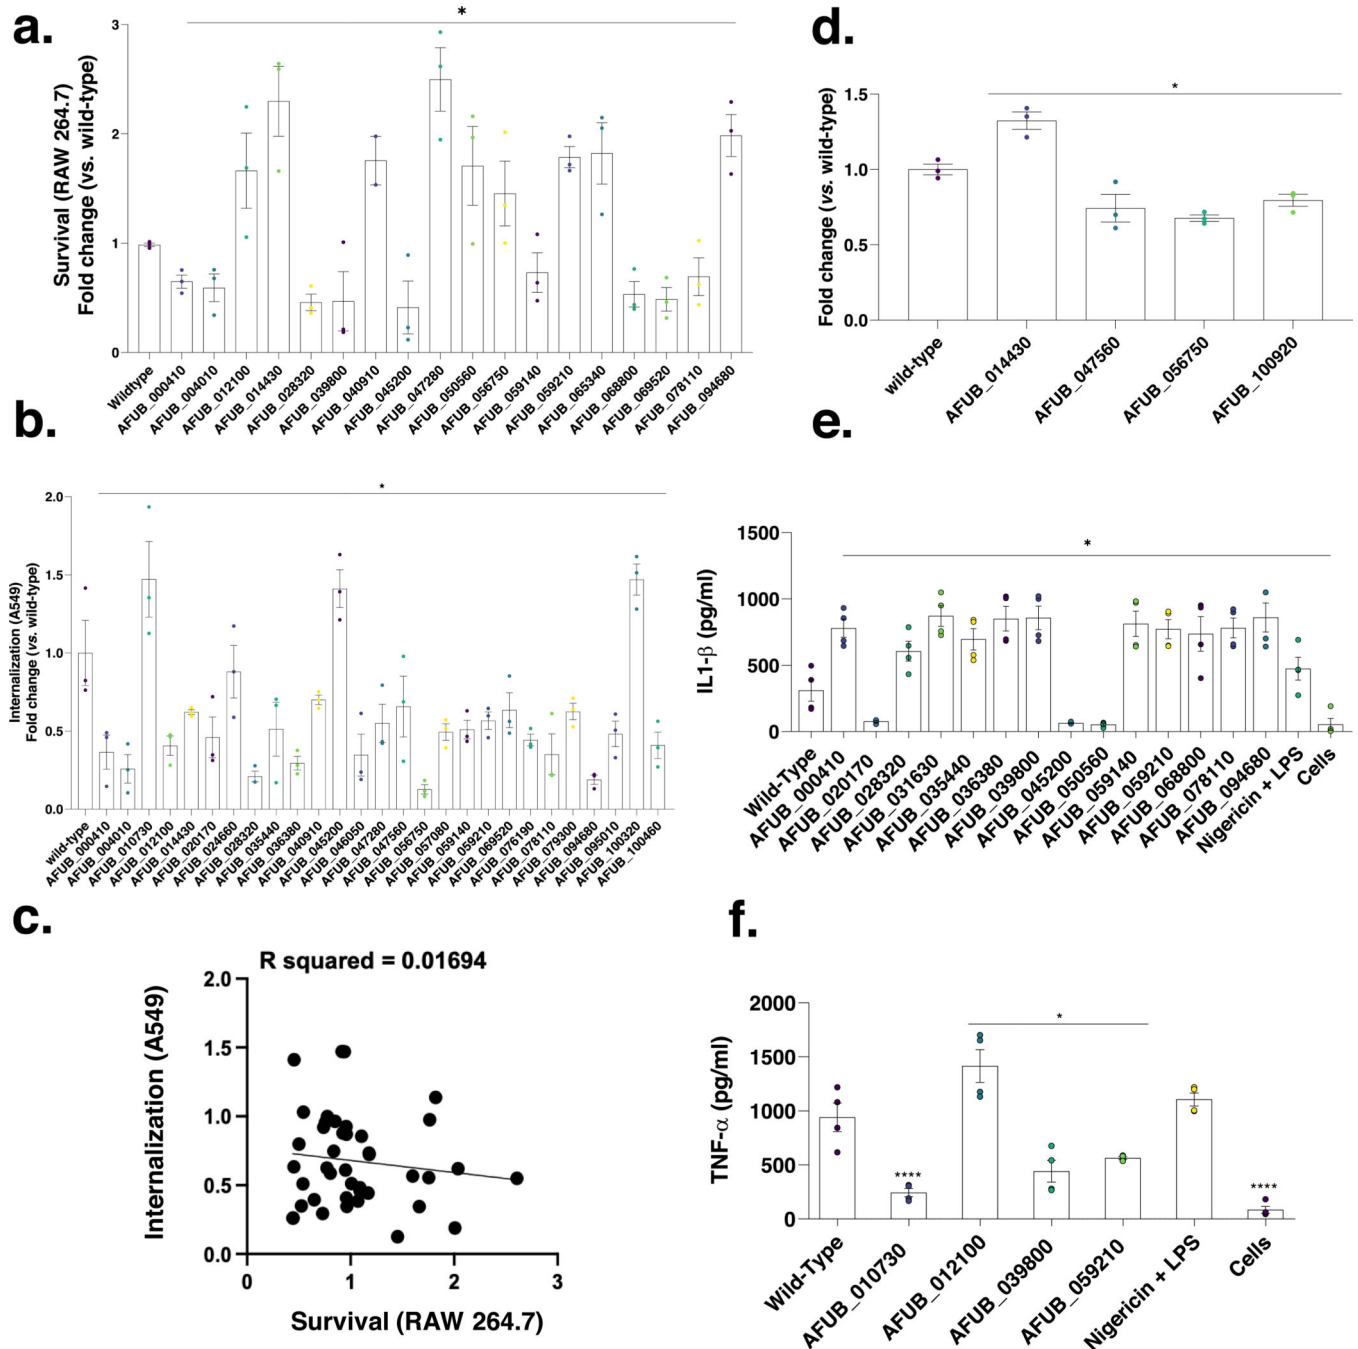 a.
*
Survival (RAW 264.7)
Fold change (vs. wild-type)
3
2
1
0
Wildtype
AFUB_000410
AFUB_004010
AFUB_012100
AFUB_014430
AFUB_028320
AFUB_039800
AFUB_040910
AFUB_045200
AFUB_047280
AFUB_050560
AFUB_056750
AFUB_059140
AFUB_059210
AFUB_065340
AFUB_068800
AFUB_069520
AFUB_078110
AFUB_094680
b.
*
Internalization (A549)
Fold change (vs. wild-type)
2.0
1.5
1.0
0.5
0.0
wild-type
AFUB_000410
AFUB_004010
AFUB_010730
AFUB_012100
AFUB_014430
AFUB_020170
AFUB_024660
AFUB_028320
AFUB_035440
AFUB_036380
AFUB_040910
AFUB_045200
AFUB_046050
AFUB_047280
AFUB_047560
AFUB_056750
AFUB_057080
AFUB_059140
AFUB_059210
AFUB_069520
AFUB_076190
AFUB_078110
AFUB_079300
AFUB_094680
AFUB_095010
AFUB_100320
AFUB_100460
c.
R squared = 0.01694
Internalization (A549)
2.0
1.5
1.0
0.5
0.0
0
1
2
3
Survival (RAW 264.7)
d.
*
Fold change (vs. wild-type)
1.5
1.0
0.5
0.0
wild-type
AFUB_014430
AFUB_047560
AFUB_056750
AFUB_100920
e.
*
IL1-β (pg/ml)
1500
1000
500
0
Wild-Type
AFUB_000410
AFUB_020170
AFUB_028320
AFUB_031630
AFUB_035440
AFUB_036380
AFUB_039800
AFUB_045200
AFUB_050560
AFUB_059140
AFUB_059210
AFUB_068800
AFUB_078110
AFUB_094680
Nigericin + LPS
Cells
f.
*
TNF-α (pg/ml)
2000
1500
1000
500
0
****
****
Wild-Type
AFUB_010730
AFUB_012100
AFUB_039800
AFUB_059210
Nigericin + LPS
Cells